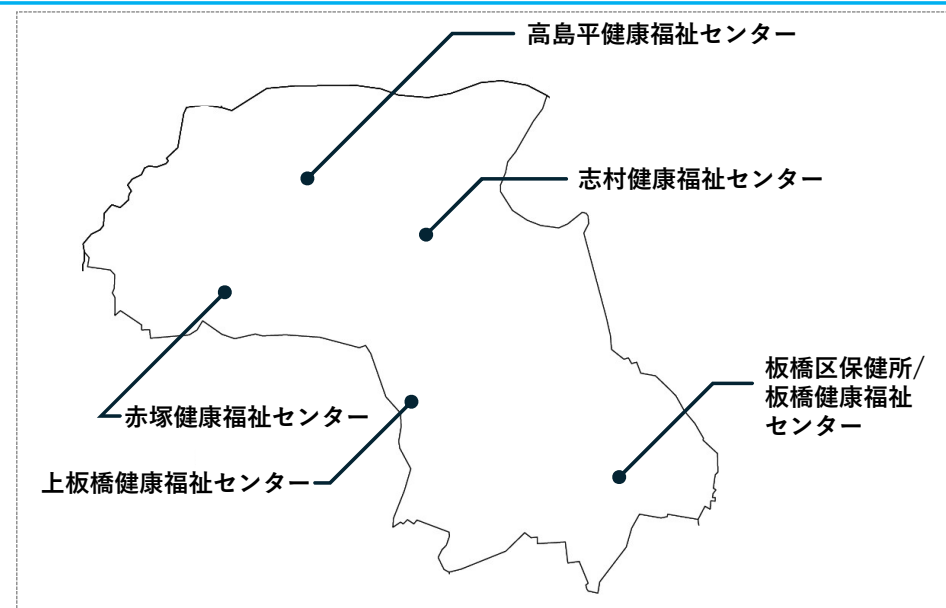 高島平健康福祉センター
志村健康福祉センター
板橋区保健所/
板橋健康福祉
センター
赤塚健康福祉センター
上板橋健康福祉センター